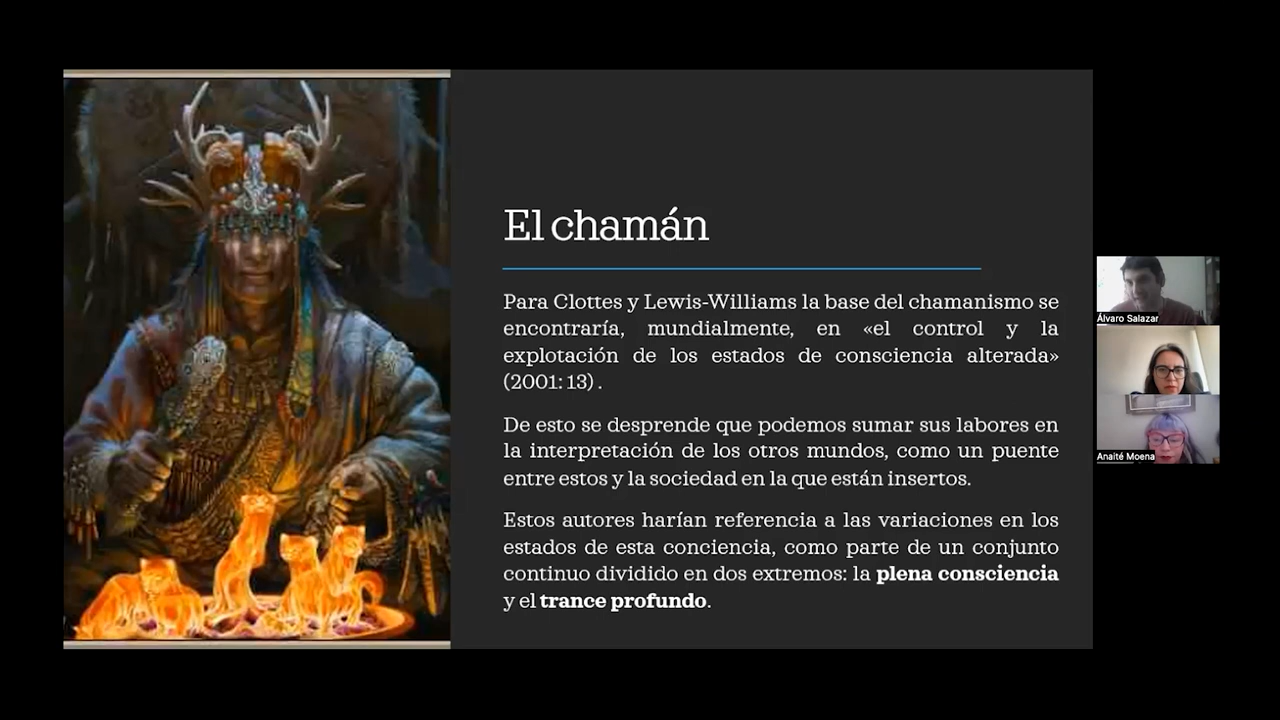 El chamán
Para Clottes y Lewis-Williams la base del chamanismo se
encontraría, mundialmente, en «el control y la
explotación de los estados de consciencia alterada»
(2001: 13) .
De esto se desprende que podemos sumar sus labores en
la interpretación de los otros mundos, como un puente
entre estos y la sociedad en la que están insertos.
Estos autores harían referencia a las variaciones en los
estados de esta conciencia, como parte de un conjunto
continuo dividido en dos extremos: la plena consciencia
y el trance profundo.
Álvaro Salazar
Anaité Moena